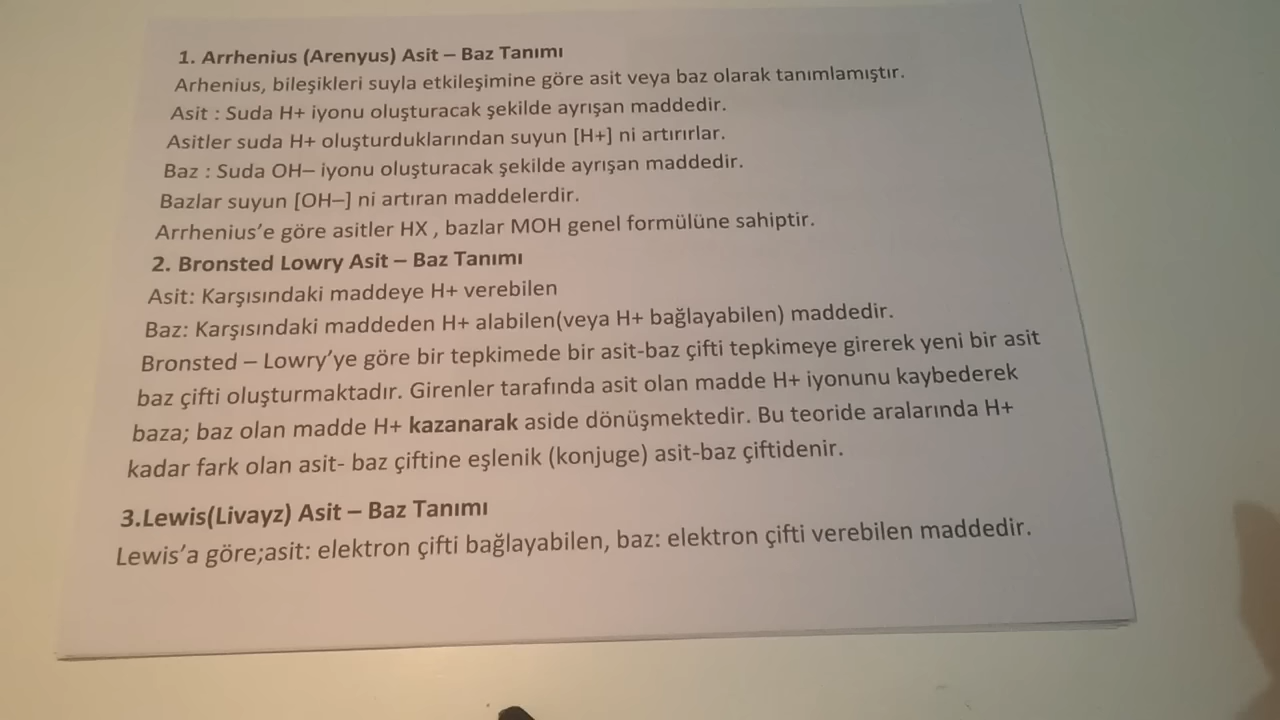 1. Arrhenius (Arenyus) Asit – Baz Tanımı
Arhenius, bileşikleri suyla etkileşimine göre asit veya baz olarak tanımlamıştır.
Asit : Suda H+ iyonu oluşturacak şekilde ayrışan maddedir.
Asitler suda H+ oluşturduklarından suyun [H+] ni artırırlar.
Baz : Suda OH– iyonu oluşturacak şekilde ayrışan maddedir.
Bazlar suyun [OH–] ni artıran maddelerdir.
Arrhenius’e göre asitler HX , bazlar MOH genel formülüne sahiptir.
2. Bronsted Lowry Asit – Baz Tanımı
Asit: Karşısındaki maddeye H+ verebilen
Baz: Karşısındaki maddeden H+ alabilen(veya H+ bağlayabilen) maddedir.
Bronsted – Lowry’ye göre bir tepkimede bir asit-baz çifti tepkimeye girerek yeni bir asit
baz çifti oluşturmaktadır. Girenler tarafında asit olan madde H+ iyonunu kaybederek
baza; baz olan madde H+ kazanarak aside dönüşmektedir. Bu teoride aralarında H+
kadar fark olan asit- baz çiftine eşlenik (konjuge) asit-baz çiftidenir.
3.Lewis(Livayz) Asit – Baz Tanımı
Lewis’a göre;asit: elektron çifti bağlayabilen, baz: elektron çifti verebilen maddedir.